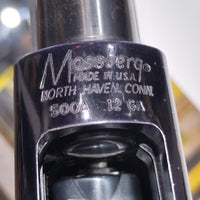 Mossberg®
MADE IN U.S.A.
NORTH HAVEN, CONN.
500A 12 GA